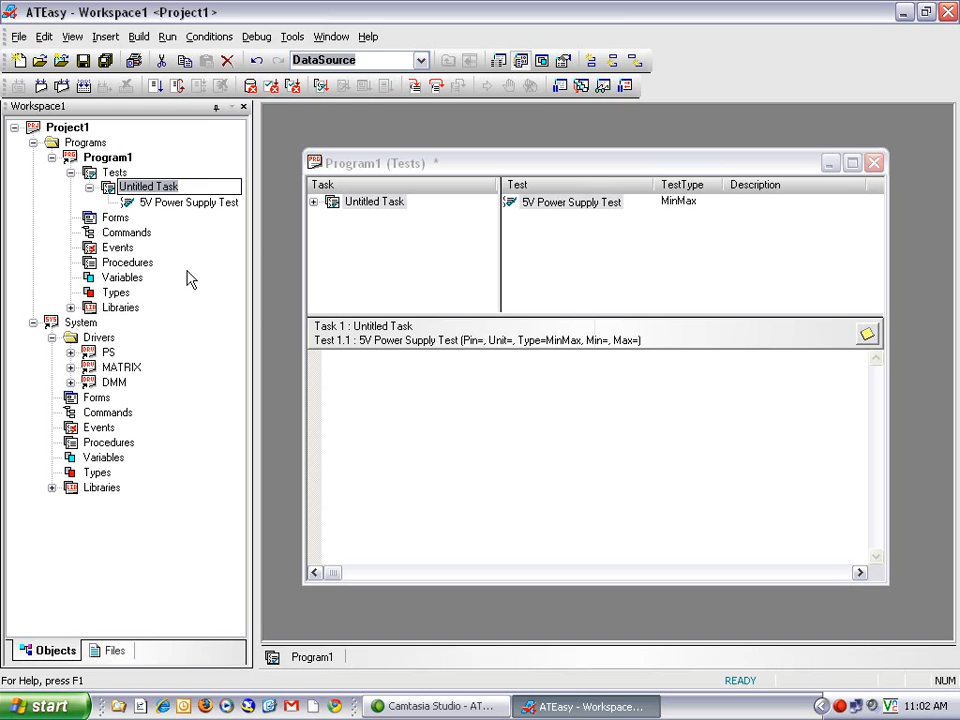 ATEasy - Workspace1 <Project1>
File Edit View Insert Build Run Conditions Debug Tools Window Help
DataSource
Workspace1
Project1
Programs
Program1
Tests
Untitled Task
5V Power Supply Test
Forms
Commands
Events
Procedures
Variables
Types
Libraries
System
Drivers
PS
MATRIX
DMM
Forms
Commands
Events
Procedures
Variables
Types
Libraries
Objects Files
Program1 (Tests) *
Task Test TestType Description
Untitled Task 5V Power Supply Test MinMax
Task 1 : Untitled Task
Test 1.1 : 5V Power Supply Test (Pin=, Unit=, Type=MinMax, Min=, Max=)
Program1
For Help, press F1 READY NUM
start Camtasia Studio - AT... ATEasy - Workspace... 11:02 AM